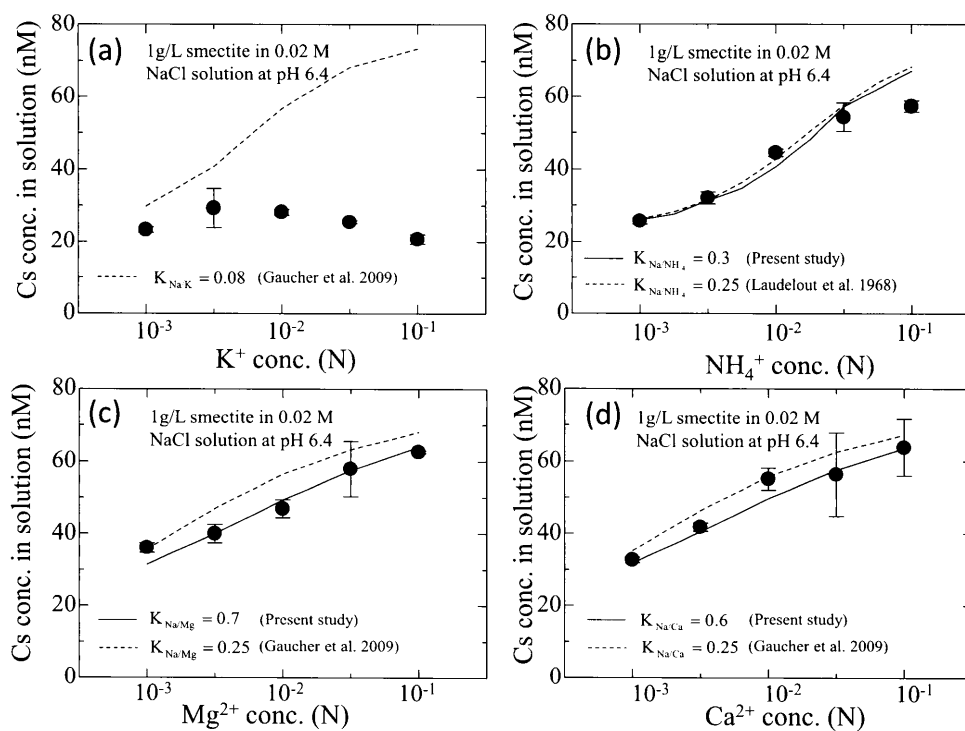 (a)
1g/L smectite in 0.02 M
NaCl solution at pH 6.4
K Na K = 0.08 (Gaucher et al. 2009)
Cs conc. in solution (nM)
80
60
40
20
0
10⁻³ 10⁻² 10⁻¹
K⁺ conc. (N)
(b)
1g/L smectite in 0.02 M
NaCl solution at pH 6.4
K Na/NH₄ = 0.3 (Present study)
K Na NH₄ = 0.25 (Laudelout et al. 1968)
Cs conc. in solution (nM)
80
60
40
20
0
10⁻³ 10⁻² 10⁻¹
NH₄⁺ conc. (N)
(c)
1g/L smectite in 0.02 M
NaCl solution at pH 6.4
K Na/Mg = 0.7 (Present study)
K Na/Mg = 0.25 (Gaucher et al. 2009)
Cs conc. in solution (nM)
80
60
40
20
0
10⁻³ 10⁻² 10⁻¹
Mg²⁺ conc. (N)
(d)
1g/L smectite in 0.02 M
NaCl solution at pH 6.4
K Na/Ca = 0.6 (Present study)
K Na/Ca = 0.25 (Gaucher et al. 2009)
Cs conc. in solution (nM)
80
60
40
20
0
10⁻³ 10⁻² 10⁻¹
Ca²⁺ conc. (N)